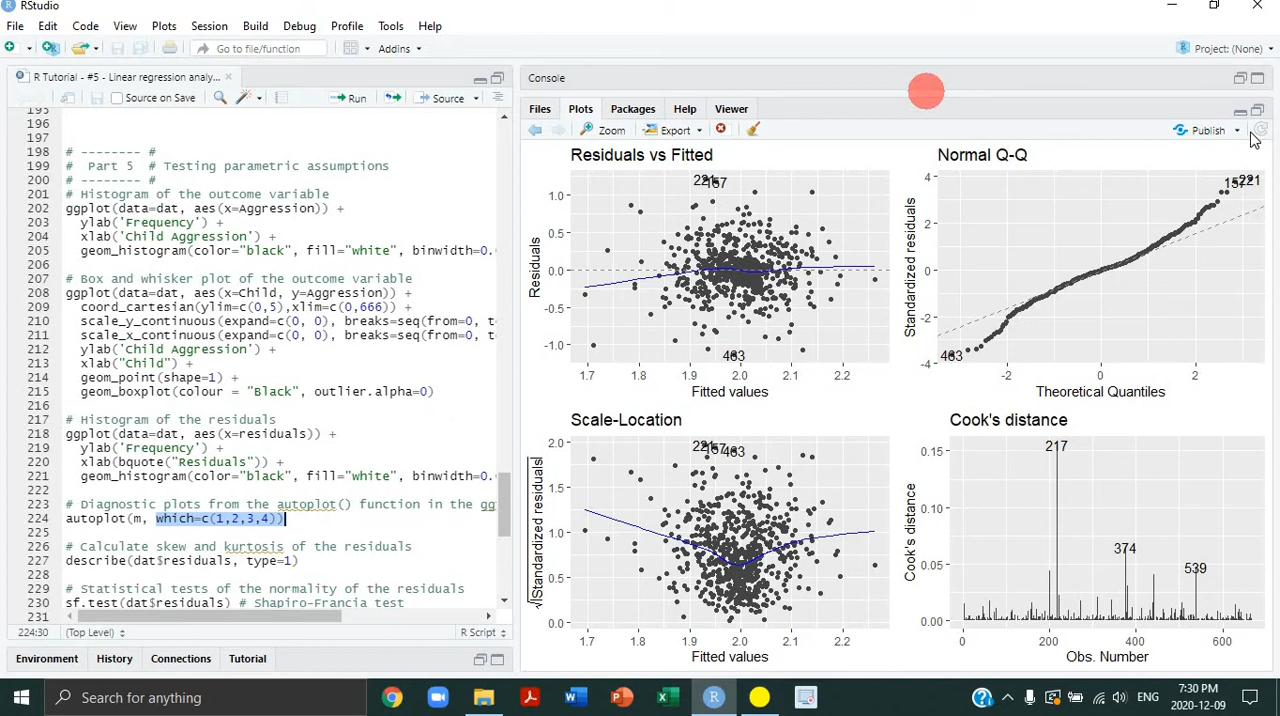 RStudio
File Edit Code View Plots Session Build Debug Profile Tools Help
Go to file/function Addins Project: (None)
R Tutorial - #5 - Linear regression analy...
Source on Save Run Source
195
196
197
198 # -------- #
199 # Part 5 # Testing parametric assumptions
200 # -------- #
201 # Histogram of the outcome variable
202 ggplot(data=dat, aes(x=Aggression)) +
203 ylab('Frequency') +
204 xlab('Child Aggression') +
205 geom_histogram(color="black", fill="white", binwidth=0.
206
207 # Box and whisker plot of the outcome variable
208 ggplot(data=dat, aes(x=Child, y=Aggression)) +
209 coord_cartesian(ylim=c(0,5),xlim=c(0,666)) +
210 scale_y_continuous(expand=c(0, 0), breaks=seq(from=0, t
211 scale_x_continuous(expand=c(0, 0), breaks=seq(from=0, t
212 ylab('Child Aggression') +
213 xlab("Child") +
214 geom_point(shape=1) +
215 geom_boxplot(colour = "Black", outlier.alpha=0)
216
217 # Histogram of the residuals
218 ggplot(data=dat, aes(x=residuals)) +
219 ylab('Frequency') +
220 xlab(bquote("Residuals")) +
221 geom_histogram(color="black", fill="white", binwidth=0.
222
223 # Diagnostic plots from the autoplot() function in the gg
224 autoplot(m, which=c(1,2,3,4))
225
226 # Calculate skew and kurtosis of the residuals
227 describe(dat$residuals, type=1)
228
229 # Statistical tests of the normality of the residuals
230 sf.test(dat$residuals) # Shapiro-Francia test
231
224:30 (Top Level) R Script
Environment History Connections Tutorial
Console
Files Plots Packages Help Viewer
Zoom Export Publish
Residuals vs Fitted
Residuals
1.0
0.5
0.0
-0.5
-1.0
221 157
463
1.7 1.8 1.9 2.0 2.1 2.2
Fitted values
Normal Q-Q
Standardized residuals
4
2
0
-2
-4
157 221
463
-2 0 2
Theoretical Quantiles
Scale-Location
√|Standardized residuals|
2.0
1.5
1.0
0.5
0.0
221 157 463
1.7 1.8 1.9 2.0 2.1 2.2
Fitted values
Cook's distance
Cook's distance
0.15
0.10
0.05
0.00
217
374
539
0 200 400 600
Obs. Number
Search for anything
ENG
7:30 PM
2020-12-09